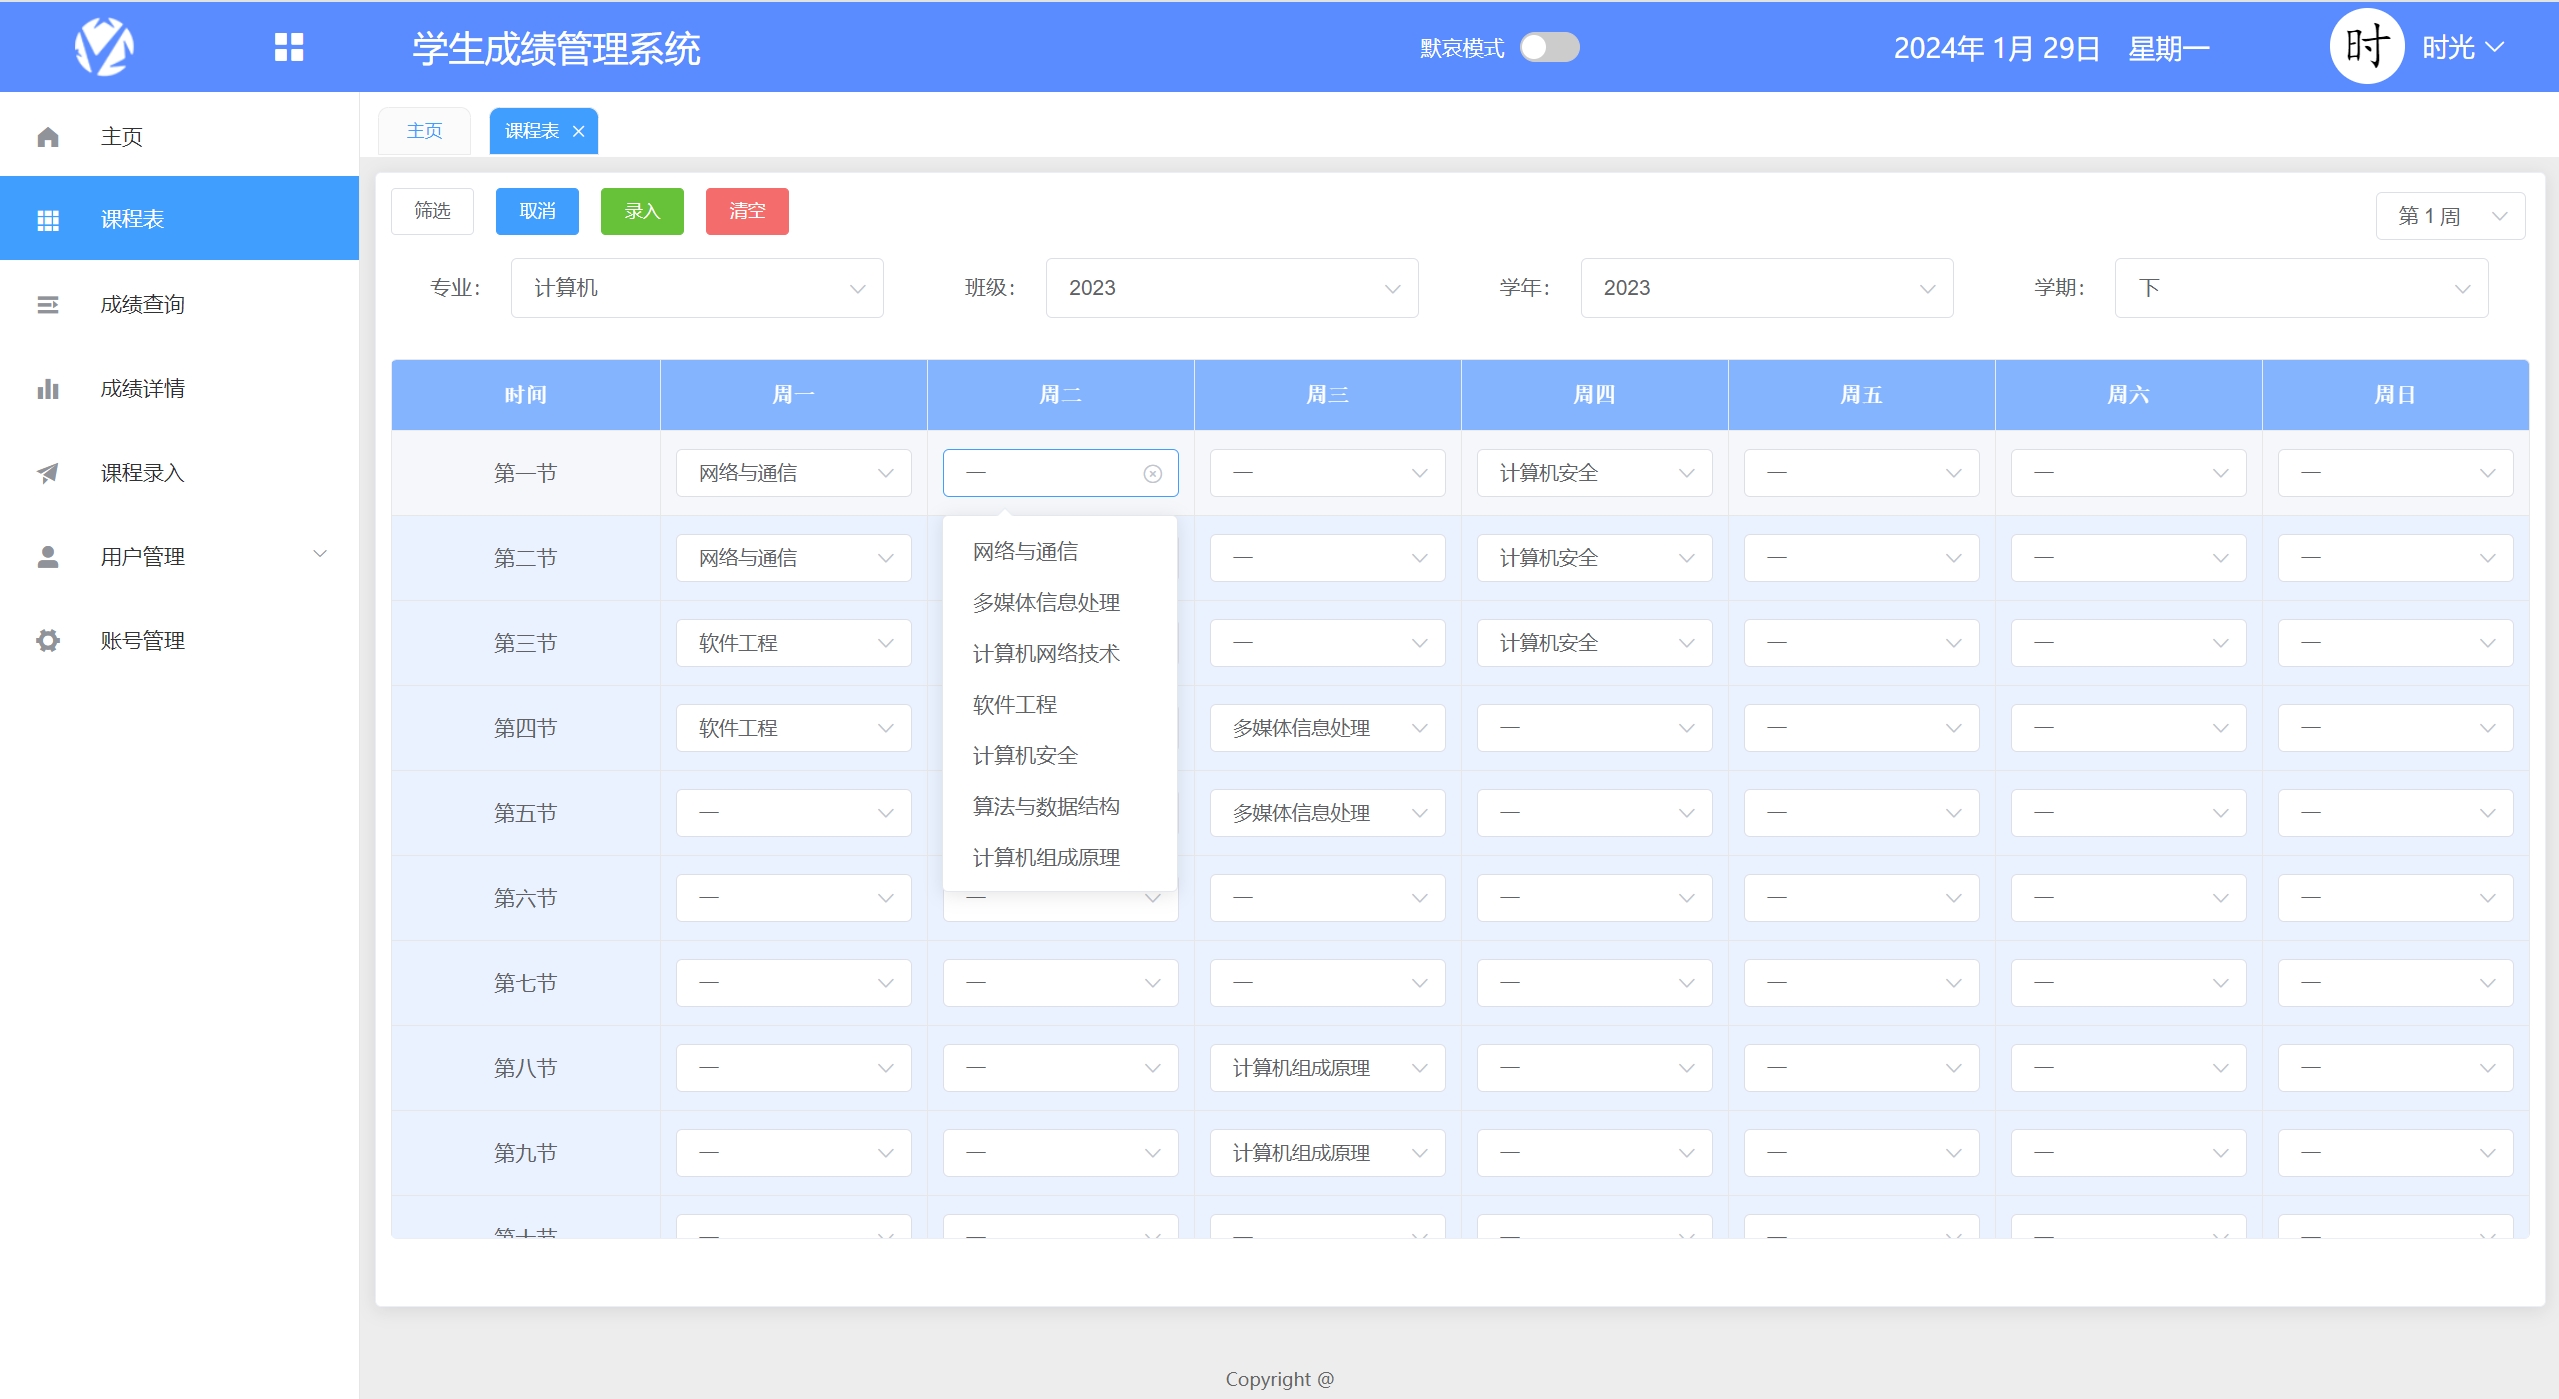 学生成绩管理系统 默哀模式 2024年 1月 29日 星期一 时 时光
主页
课程表
成绩查询
成绩详情
课程录入
用户管理
账号管理
主页 课程表
筛选 取消 录入 清空 第 1 周
专业： 计算机 班级： 2023 学年： 2023 学期： 下
时间 周一 周二 周三 周四 周五 周六 周日
第一节 网络与通信 — — 计算机安全 — — —
第二节 网络与通信 — 计算机安全 — — —
第三节 软件工程 — 计算机安全 — — —
第四节 软件工程 多媒体信息处理 — — — —
第五节 — 多媒体信息处理 — — — —
第六节 — — — — — — —
第七节 — — — — — — —
第八节 — — 计算机组成原理 — — — —
第九节 — — 计算机组成原理 — — — —
第十节 — — — — — — —
网络与通信
多媒体信息处理
计算机网络技术
软件工程
计算机安全
算法与数据结构
计算机组成原理
Copyright @